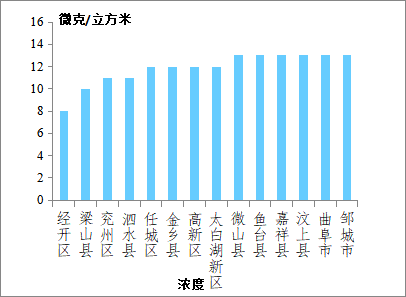 微克/立方米
16
14
12
10
8
6
4
2
0
经开区
梁山县
兖州区
泗水县
任城区
金乡县
高新区
太白湖新区
微山县
鱼台县
嘉祥县
汶上县
曲阜市
邹城市
浓度